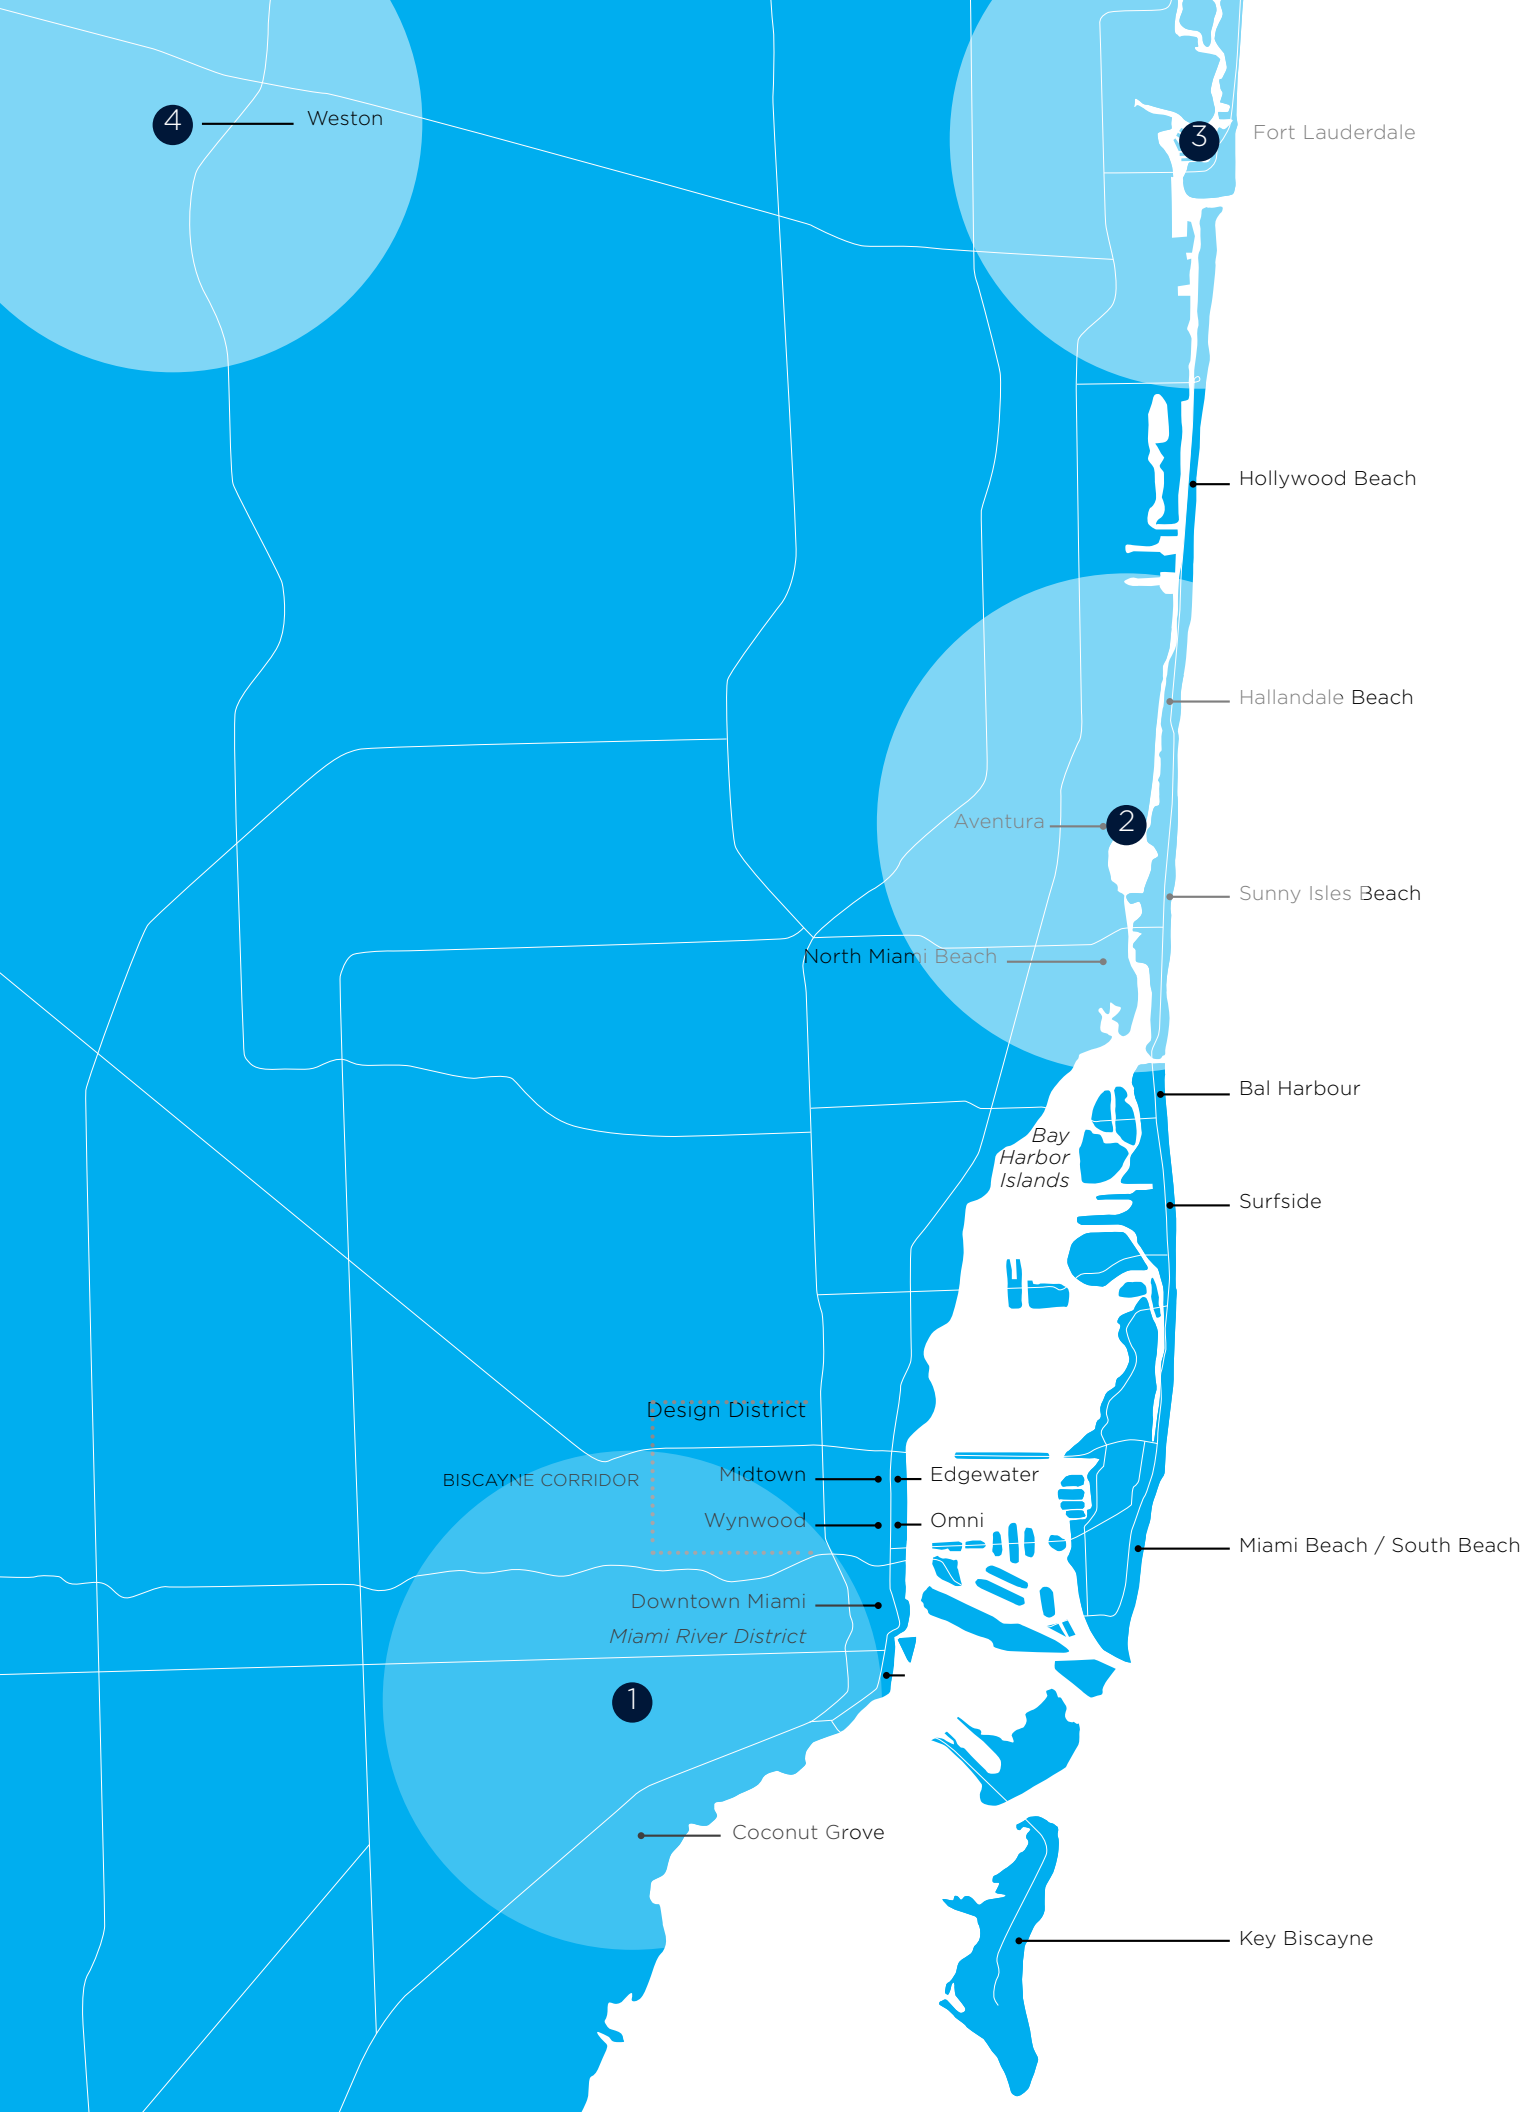 4
Weston
3
Fort Lauderdale
Hollywood Beach
Hallandale Beach
Aventura
2
Sunny Isles Beach
North Miami Beach
Bal Harbour
Bay
Harbor
Islands
Surfside
Design District
BISCAYNE CORRIDOR
Midtown
Edgewater
Wynwood
Omni
Miami Beach / South Beach
Downtown Miami
Miami River District
1
Coconut Grove
Key Biscayne